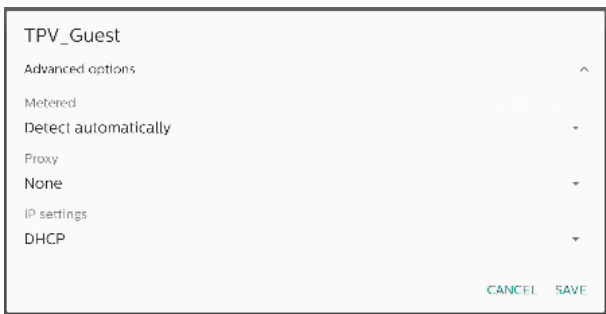 TPV_Guest
Advanced options
Metered
Detect automatically
Proxy
None
IP settings
DHCP
CANCEL SAVE